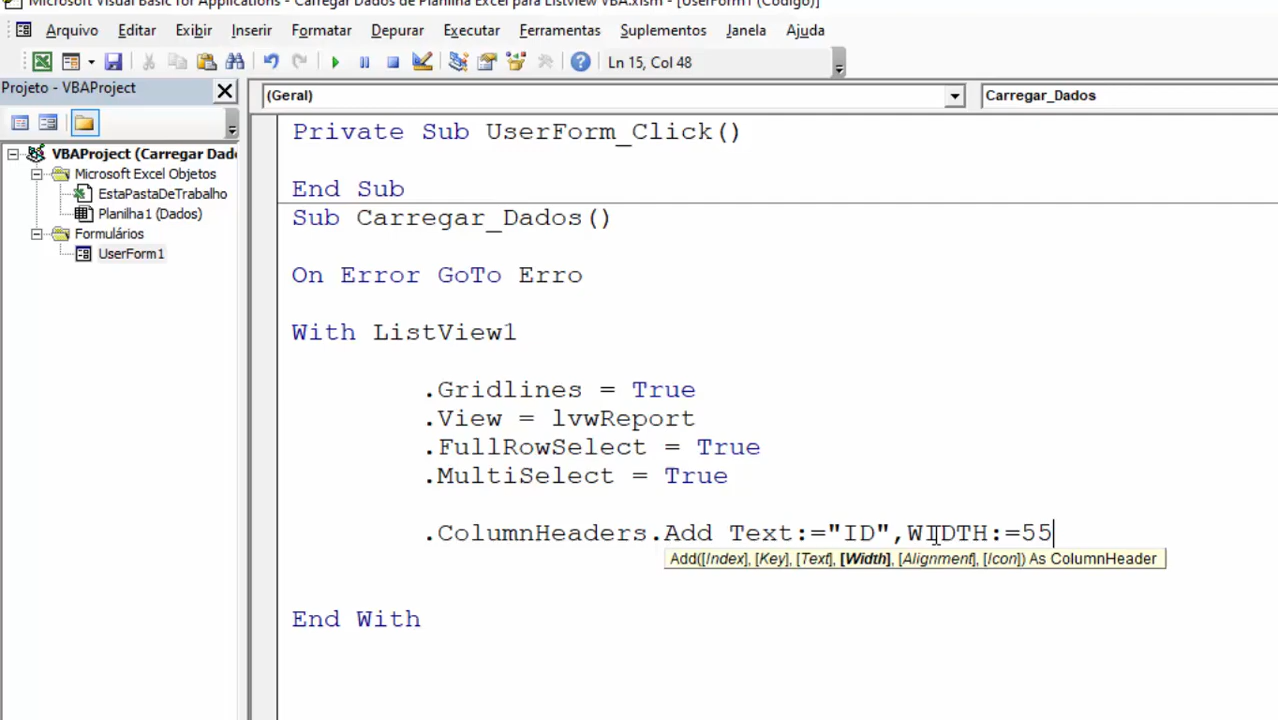 Microsoft Visual Basic for Applications - Carregar Dados de Planilha Excel para Listview VBA.xlsm - [UserForm1 (Código)]
Arquivo Editar Exibir Inserir Formatar Depurar Executar Ferramentas Suplementos Janela Ajuda
Ln 15, Col 48
Projeto - VBAProject
(Geral) Carregar_Dados
VBAProject (Carregar Dado
Microsoft Excel Objetos
EstaPastaDeTrabalho
Planilha1 (Dados)
Formulários
UserForm1
Private Sub UserForm_Click()
End Sub
Sub Carregar_Dados()
On Error GoTo Erro
With ListView1
.Gridlines = True
.View = lvwReport
.FullRowSelect = True
.MultiSelect = True
.ColumnHeaders.Add Text:="ID",WIDTH:=55
Add([Index], [Key], [Text], [Width], [Alignment], [Icon]) As ColumnHeader
End With